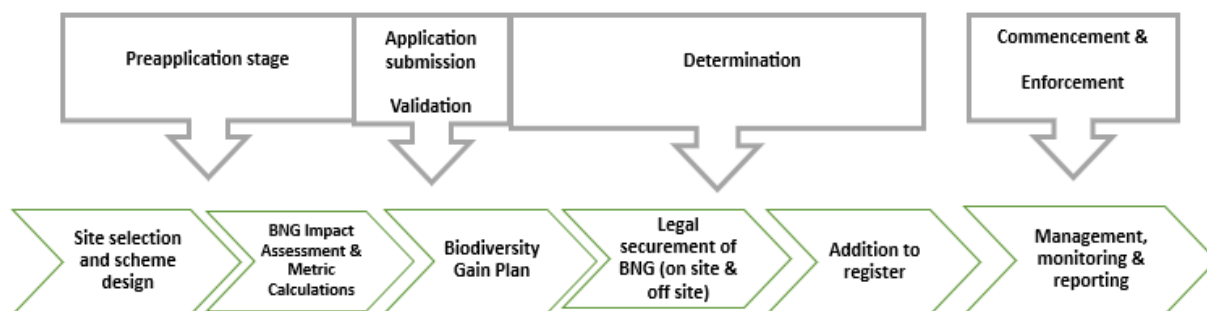 Preapplication stage
Application
submission
Validation
Determination
Commencement &
Enforcement
Site selection
and scheme
design
BNG Impact
Assessment &
Metric
Calculations
Biodiversity
Gain Plan
Legal
securement of
BNG (on site &
off site)
Addition to
register
Management,
monitoring &
reporting